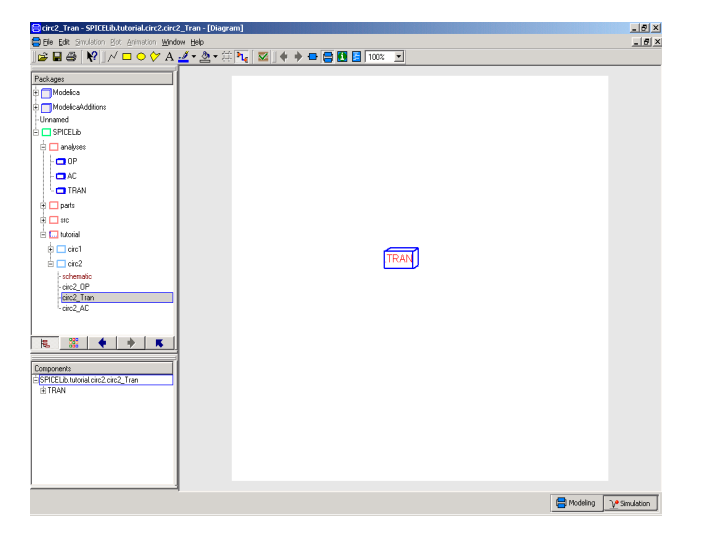 circ2_Tran - SPICELib.tutorial.circ2.circ2_Tran - [Diagram]
File Edit Simulation Plot Animation Window Help
A 100%
Packages
Modelica
ModelicaAdditions
Unnamed
SPICELib
analyses
OP
AC
TRAN
parts
src
tutorial
circ1
circ2
schematic
circ2_OP
circ2_Tran
circ2_AC
Components
SPICELib.tutorial.circ2.circ2_Tran
TRAN
TRAN
Modeling Simulation